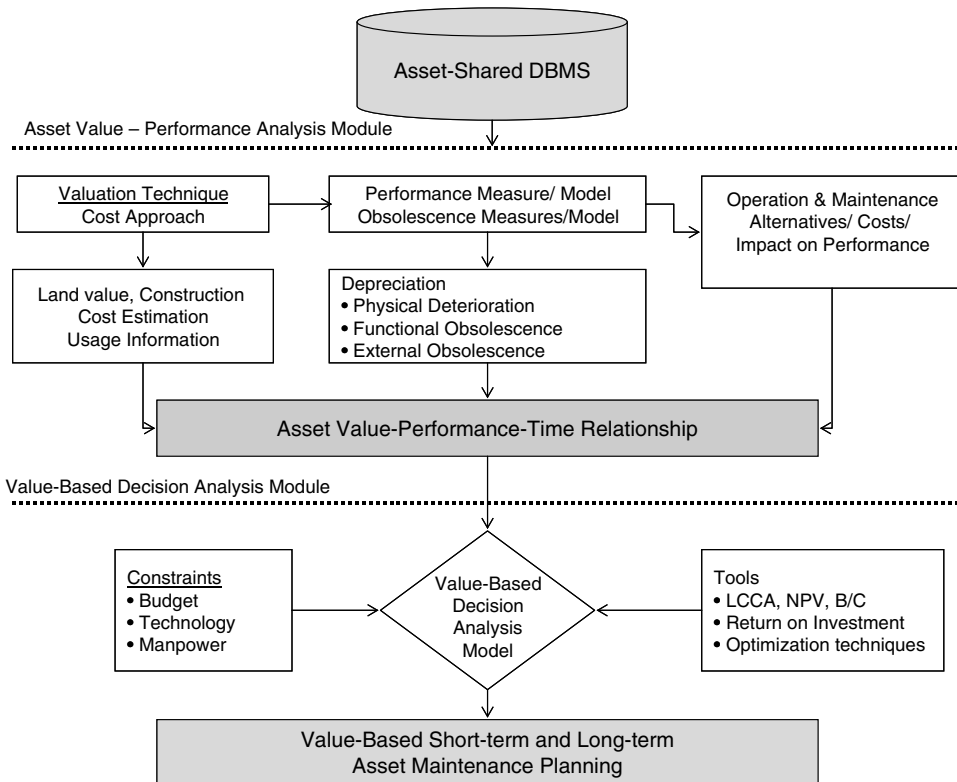 Asset-Shared DBMS
Asset Value – Performance Analysis Module
Valuation Technique
Cost Approach
Performance Measure/ Model
Obsolescence Measures/Model
Operation & Maintenance
Alternatives/ Costs/
Impact on Performance
Land value, Construction
Cost Estimation
Usage Information
Depreciation
• Physical Deterioration
• Functional Obsolescence
• External Obsolescence
Asset Value-Performance-Time Relationship
Value-Based Decision Analysis Module
Constraints
• Budget
• Technology
• Manpower
Value-Based
Decision
Analysis
Model
Tools
• LCCA, NPV, B/C
• Return on Investment
• Optimization techniques
Value-Based Short-term and Long-term
Asset Maintenance Planning